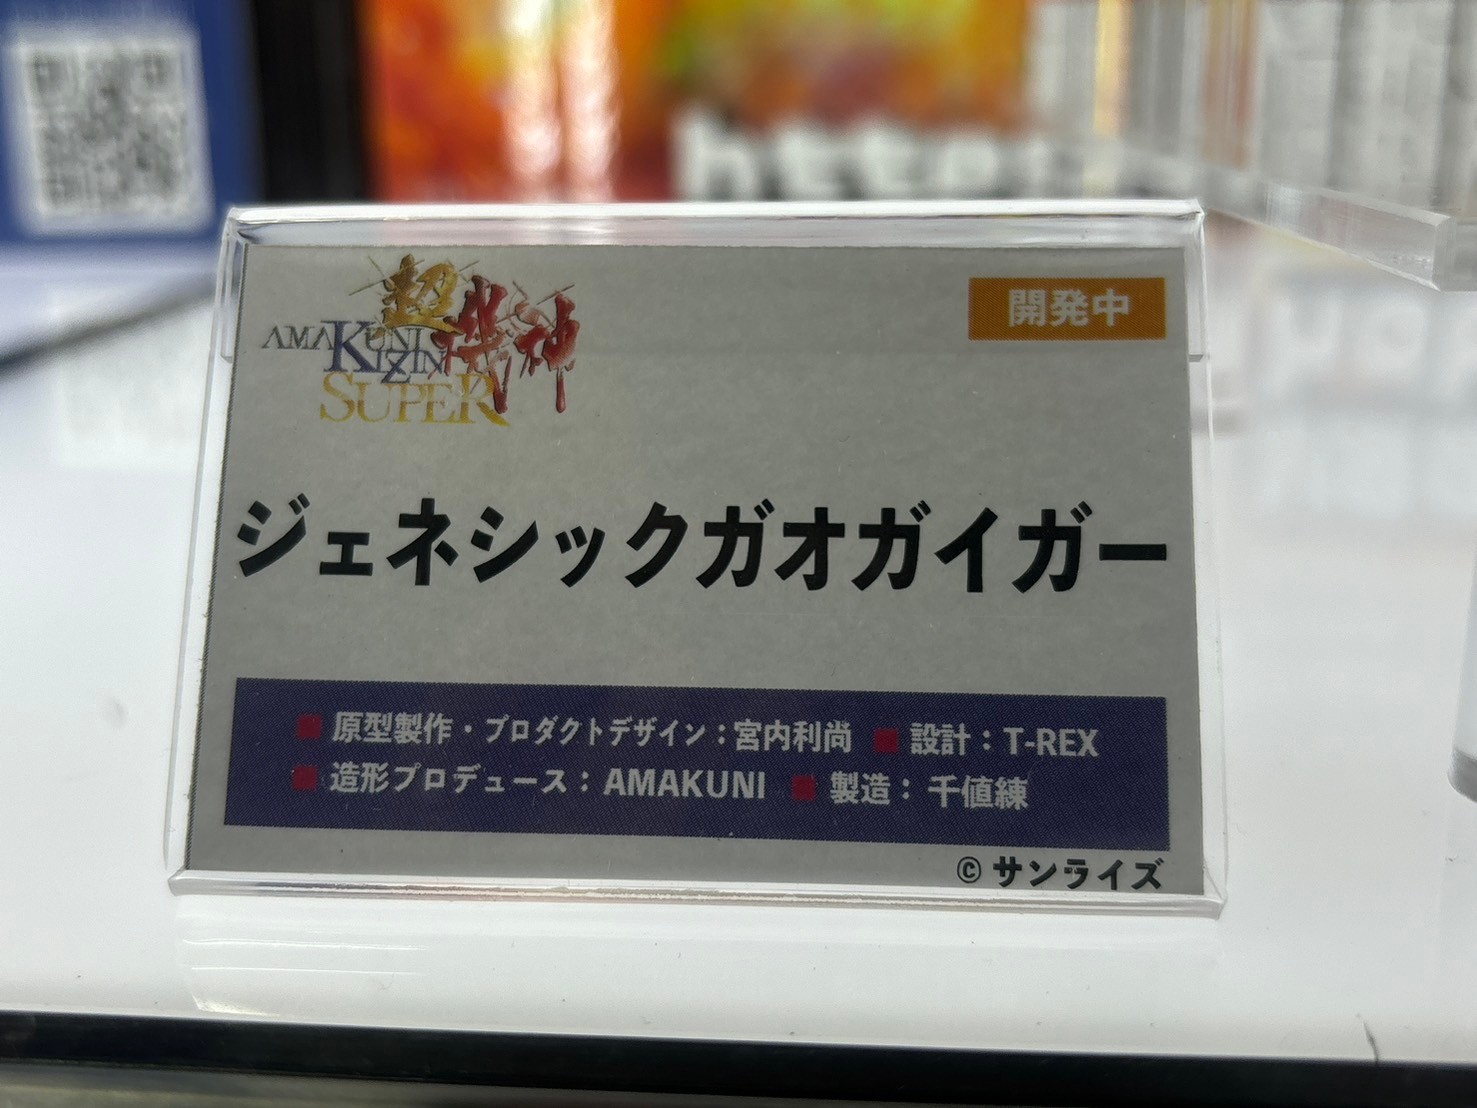 超機神
AMAKUNI
KIZIN
SUPER
開発中
ジェネシックガオガイガー
■ 原型製作・プロダクトデザイン：宮内利尚 ■ 設計：T-REX
■ 造形プロデュース：AMAKUNI ■ 製造：千値練
© サンライズ